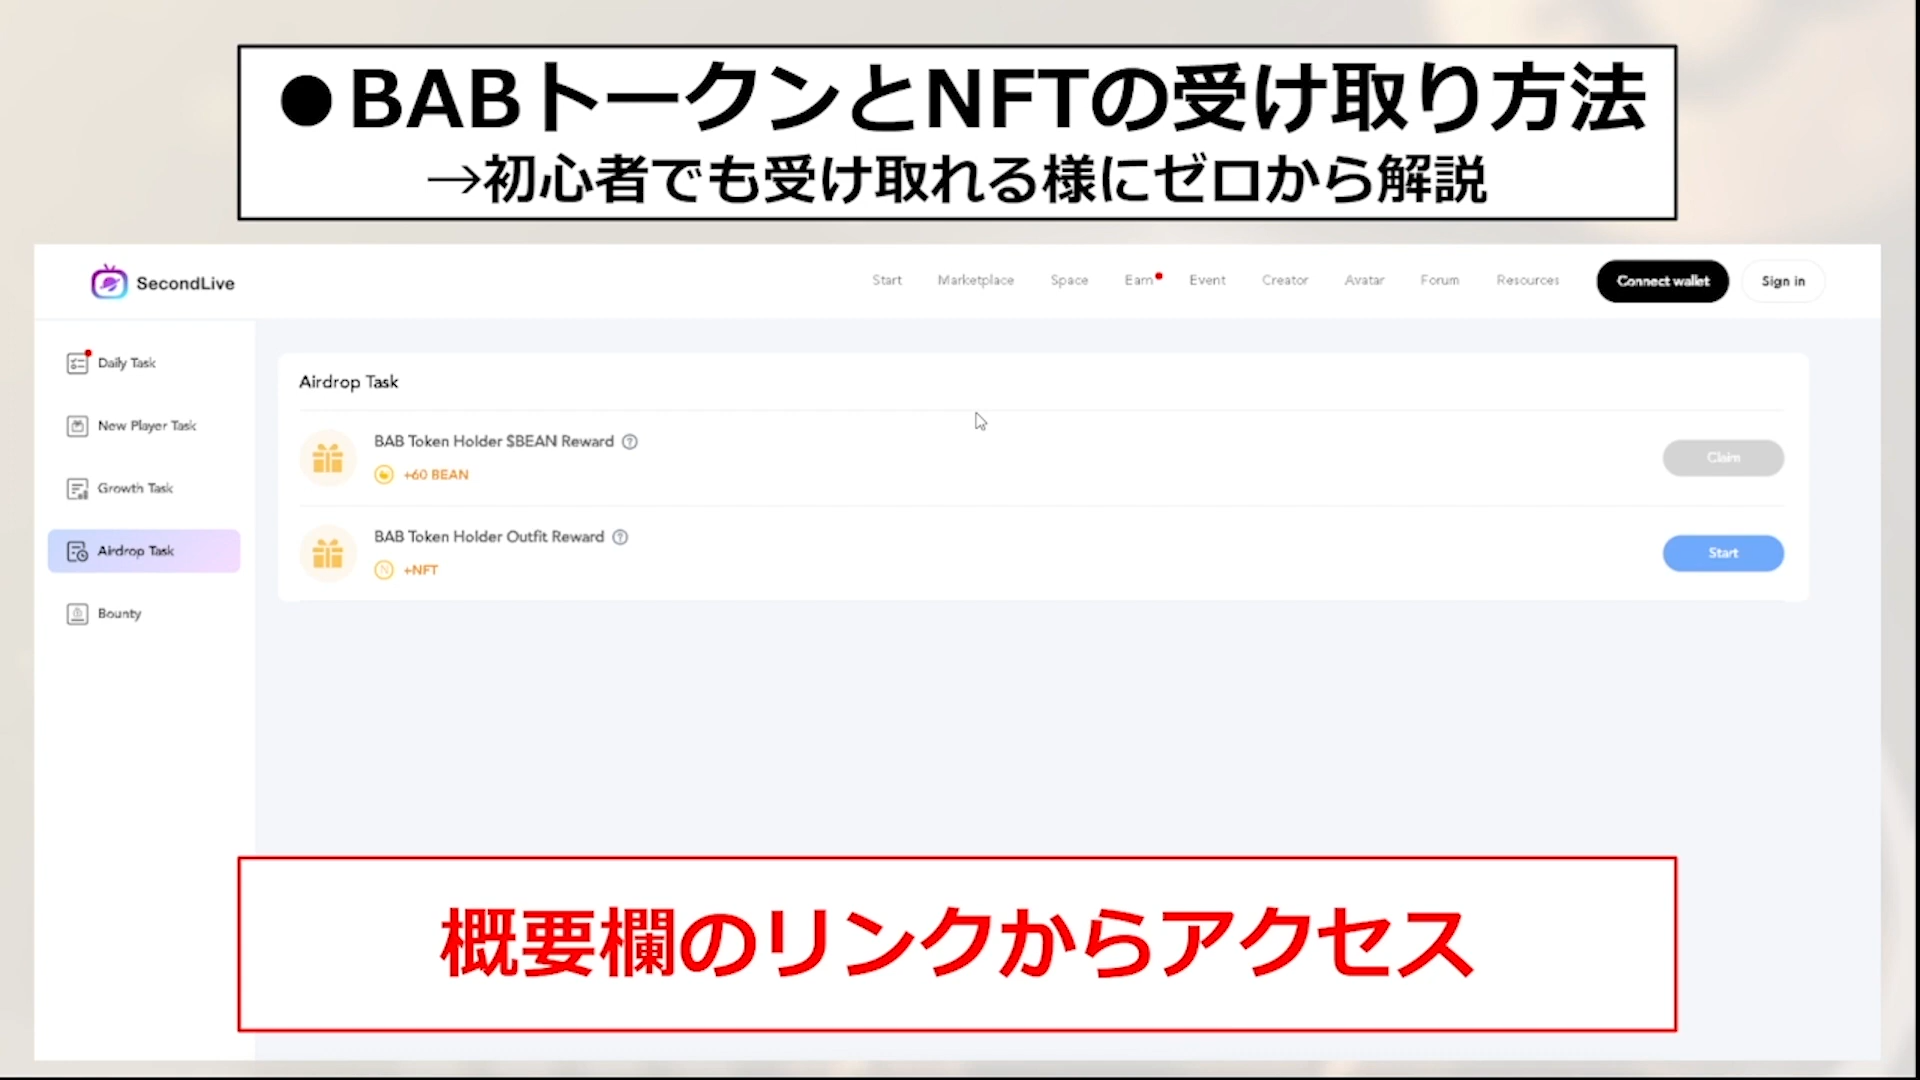 ●BABトークンとNFTの受け取り方法
→初心者でも受け取れる様にゼロから解説
SecondLive
Start Marketplace Space Earn Event Creator Avatar Forum Resources Connect wallet Sign in
Daily Task
New Player Task
Growth Task
Airdrop Task
Bounty
Airdrop Task
BAB Token Holder $BEAN Reward ?
+60 BEAN
Claim
BAB Token Holder Outfit Reward ?
N +NFT
Start
概要欄のリンクからアクセス